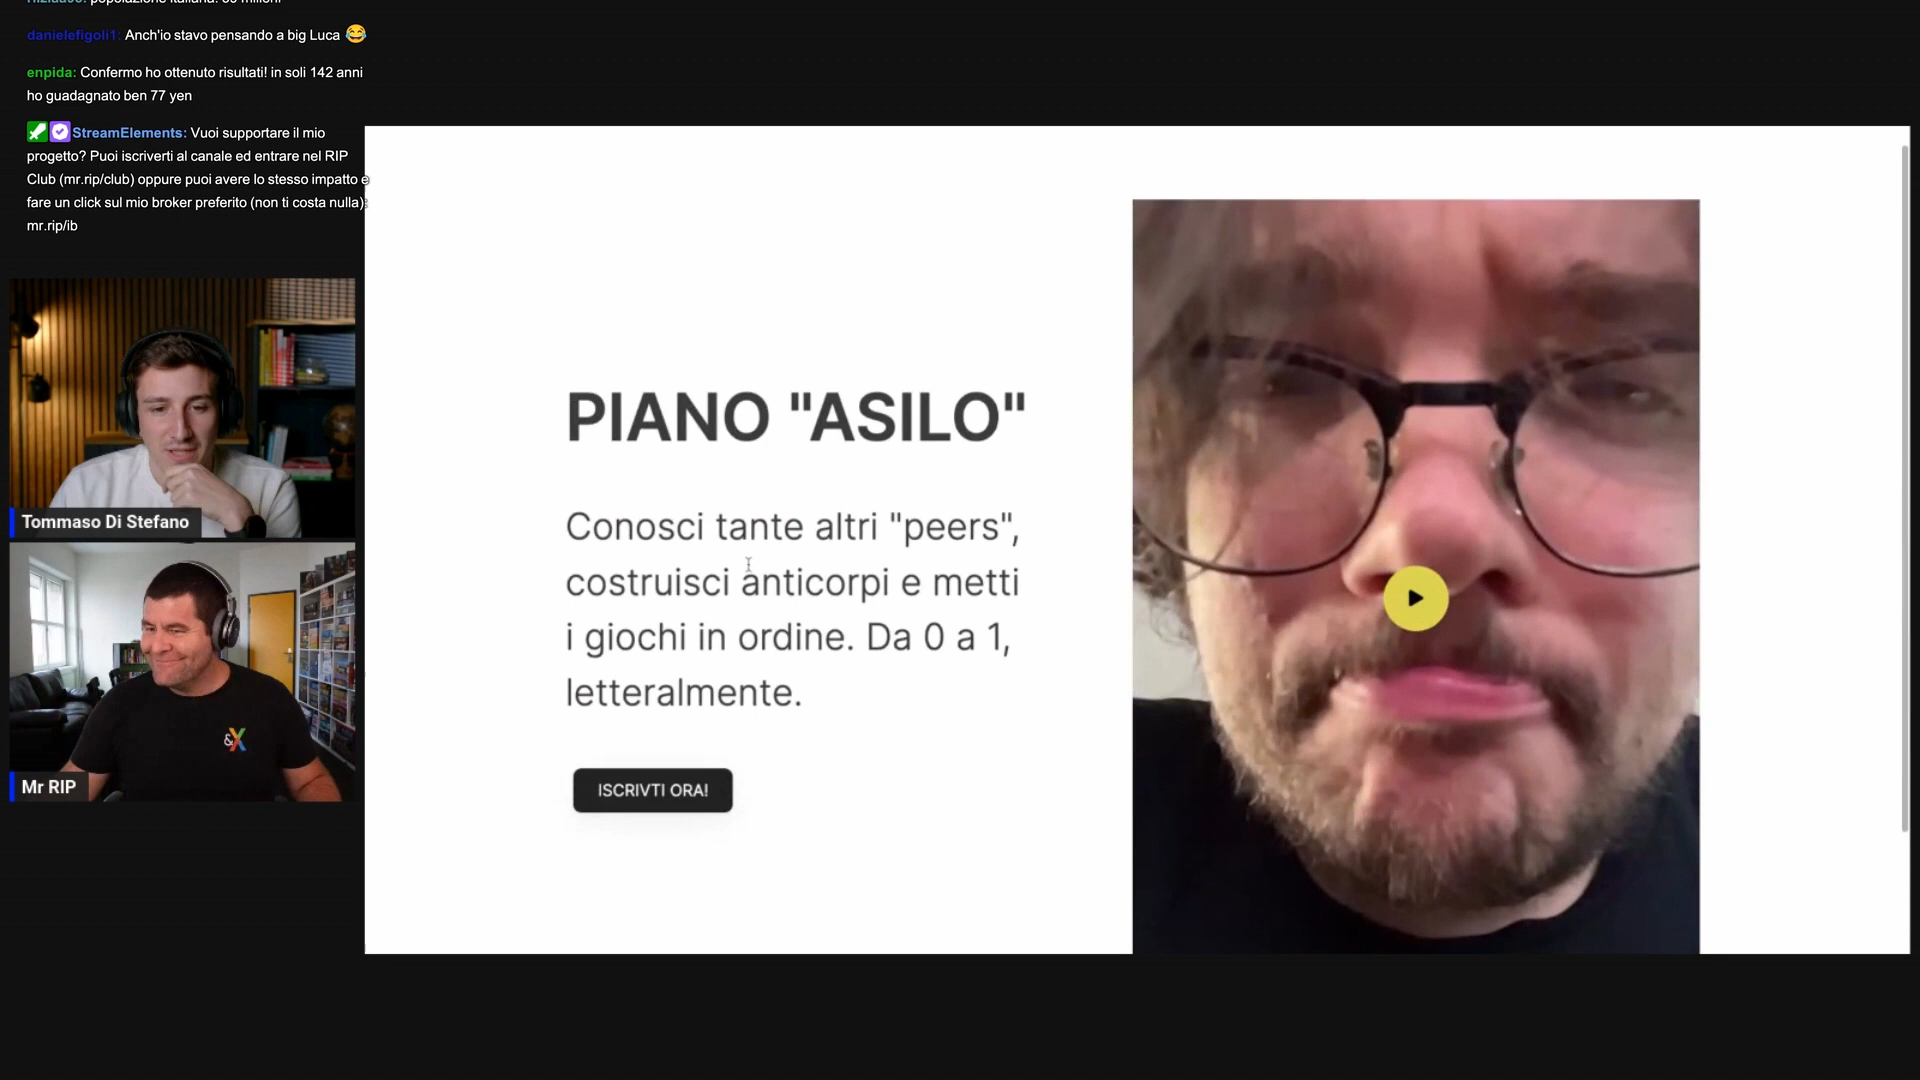 danielefigoli1: Anch'io stavo pensando a big Luca 😂
enpida: Confermo ho ottenuto risultati! in soli 142 anni
ho guadagnato ben 77 yen
StreamElements: Vuoi supportare il mio
progetto? Puoi iscriverti al canale ed entrare nel RIP
Club (mr.rip/club) oppure puoi avere lo stesso impatto e
fare un click sul mio broker preferito (non ti costa nulla):
mr.rip/ib
Tommaso Di Stefano
Mr RIP
&X
PIANO "ASILO"
Conosci tante altri "peers",
costruisci anticorpi e metti
i giochi in ordine. Da 0 a 1,
letteralmente.
ISCRIVTI ORA!